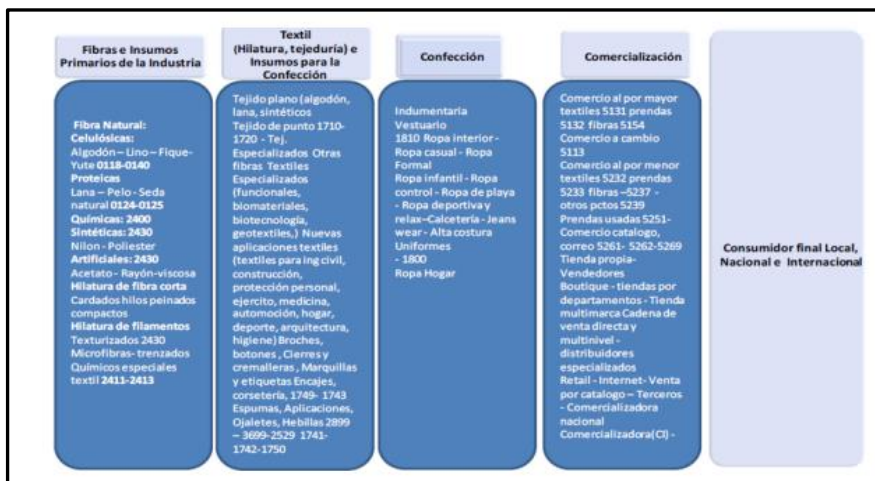 Fibras e Insumos
Primarios de la Industria
Fibra Natural:
Celulósicas:
Algodón – Lino – Fique-
Yute 0118-0140
Proteicas
Lana – Pelo - Seda
natural 0124-0125
Químicas: 2400
Sintéticas: 2430
Nilon - Poliester
Artificiales: 2430
Acetato - Rayón-viscosa
Hilatura de fibra corta
Cardados hilos peinados
compactos
Hilatura de filamentos
Texturizados 2430
Microfibras- trenzados
Químicos especiales
textil 2411-2413
Textil
(Hilatura, tejeduría) e
Insumos para la
Confección
Tejido plano (algodón,
lana, sintéticos
Tejido de punto 1710-
1720 - Tej.
Especializados Otras
fibras Textiles
Especializados
(funcionales,
biomateriales,
biotecnología,
geotextiles,) Nuevas
aplicaciones textiles
(textiles para ing civil,
construcción,
protección personal,
ejercito, medicina,
automoción, hogar,
deporte, arquitectura,
higiene) Broches,
botones , Cierres y
cremalleras , Marquillas
y etiquetas Encajes,
corsetería, 1749- 1743
Espumas, Aplicaciones,
Ojaletes, Hebillas 2899
– 3699-2529 1741-
1742-1750
Confección
Indumentaria
Vestuario
1810 Ropa interior -
Ropa casual - Ropa
Formal
Ropa infantil - Ropa
control - Ropa de playa
- Ropa deportiva y
relax–Calcetería - Jeans
wear - Alta costura
Uniformes
- 1800
Ropa Hogar
Comercialización
Comercio al por mayor
textiles 5131 prendas
5132 fibras 5154
Comercio a cambio
5113
Comercio al por menor
textiles 5232 prendas
5233 fibras –5237 -
otros pctos 5239
Prendas usadas 5251-
Comercio catalogo,
correo 5261- 5262-5269
Tienda propia-
Vendedores
Boutique - tiendas por
departamentos - Tienda
multimarca Cadena de
venta directa y
multinivel -
distribuidores
especializados
Retail - Internet- Venta
por catalogo – Terceros
- Comercializadora
nacional
Comercializadora(CI) -
Consumidor final Local,
Nacional e Internacional